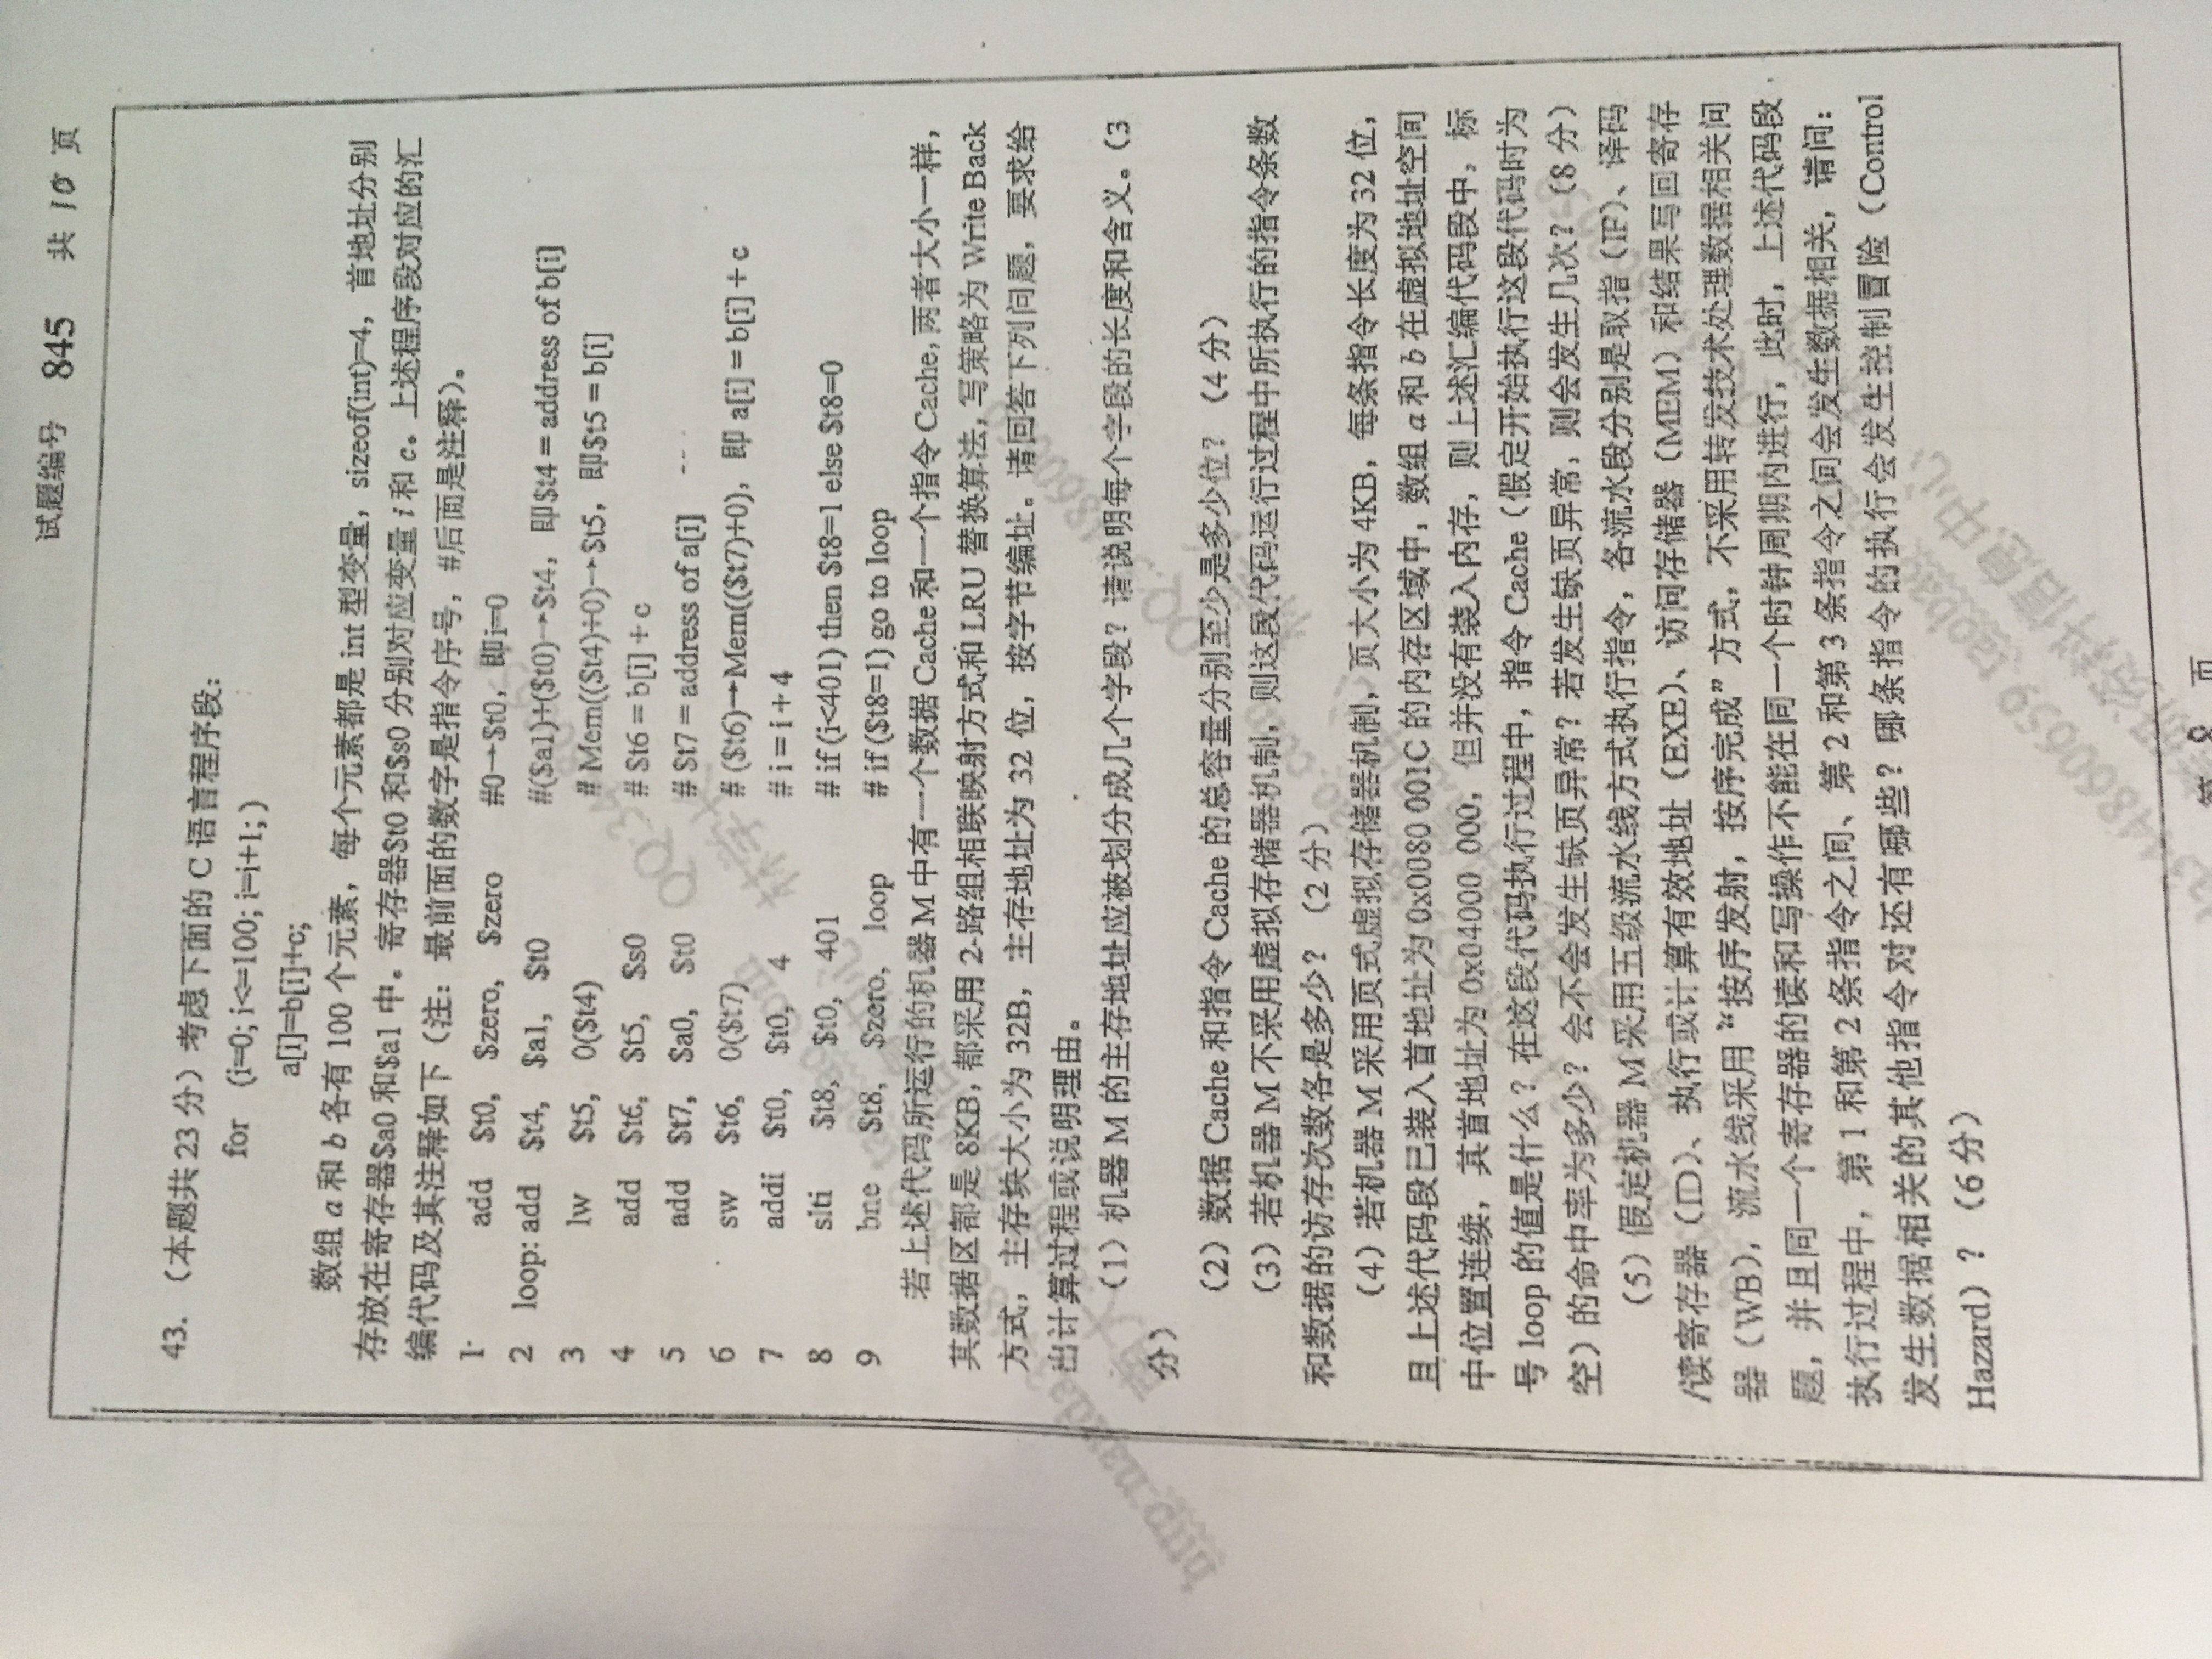 试题编号 845 共 10 页
43. （本题共 23 分）考虑下面的 C 语言程序段：
for (i=0; i<=100; i=i+1; )
a[i]=b[i]+c;
数组 a 和 b 各有 100 个元素，每个元素都是 int 型变量，sizeof(int)=4，首地址分别
存放在寄存器$a0 和$a1 中。寄存器$t0 和$s0 分别对应变量 i 和 c。上述程序段对应的汇
编代码及其注释如下（注：最前面的数字是指令序号，#后面是注释）。
1 add $t0, $zero, $zero #0→$t0，即 i=0
2 loop: add $t4, $a1, $t0 #($a1)+($t0)→$t4，即$t4 = address of b[i]
3 lw $t5, 0($t4) # Mem(($t4)+0)→$t5，即$t5 = b[i]
4 add $t6, $t5, $s0 # $t6 = b[i] + c
5 add $t7, $a0, $t0 # $t7 = address of a[i]
6 sw $t6, 0($t7) # ($t6)→Mem(($t7)+0)，即 a[i] = b[i] + c
7 addi $t0, $t0, 4 # i = i + 4
8 slti $t8, $t0, 401 # if (i<401) then $t8=1 else $t8=0
9 bne $t8, $zero, loop # if ($t8=1) go to loop
若上述代码所运行的机器 M 中有一个数据 Cache 和一个指令 Cache，两者大小一样，
其数据区都是 8KB，都采用 2-路组相联映射方式和 LRU 替换算法，写策略为 Write Back
方式，主存块大小为 32B，主存地址为 32 位，按字节编址。请回答下列问题，要求给
出计算过程或说明理由。
（1）机器 M 的主存地址应被划分成几个字段？请说明每个字段的长度和含义。（3
分）
（2）数据 Cache 和指令 Cache 的总容量分别至少是多少位？（4 分）
（3）若机器 M 不采用虚拟存储器机制，则这段代码运行过程中所执行的指令条数
和数据的访存次数各是多少？（2 分）
（4）若机器 M 采用页式虚拟存储器机制，页大小为 4KB，每条指令长度为 32 位，
且上述代码段已装入首地址为 0x0080 001C 的内存区域中，数组 a 和 b 在虚拟地址空间
中位置连续，其首地址为 0x04000 000，但并没有装入内存，则上述汇编代码段中，标
号 loop 的值是什么？在这段代码执行过程中，指令 Cache（假定开始执行这段代码时为
空）的命中率为多少？会不会发生缺页异常？若发生缺页异常，则会发生几次？（8 分）
（5）假定机器 M 采用五级流水线方式执行指令，各流水段分别是取指（IF）、译码
/读寄存器（ID）、执行或计算有效地址（EXE）、访问存储器（MEM）和结果写回寄存
器（WB），流水线采用“按序发射，按序完成”方式，不采用转发技术处理数据相关问
题，并且同一个寄存器的读和写操作不能在同一个时钟周期内进行，此时，上述代码段
执行过程中，第 1 和第 2 条指令之间、第 2 和第 3 条指令之间会发生数据相关，请问：
发生数据相关的其他指令对还有哪些？哪条指令的执行会发生控制冒险（Control
Hazard）？（6 分）
第 8 页